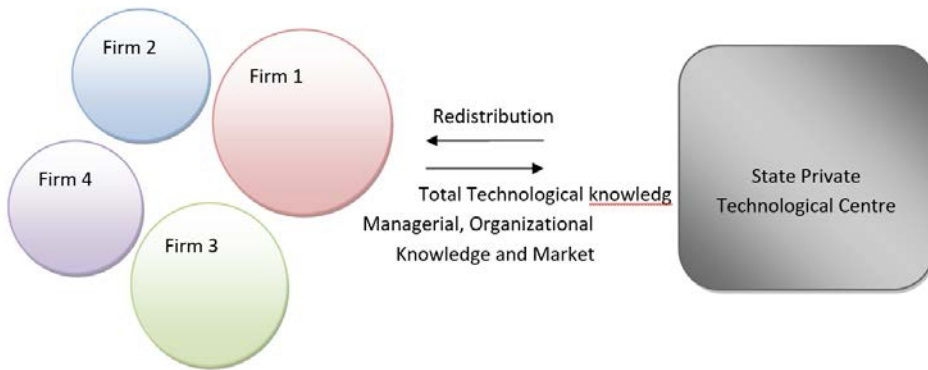 Firm 2
Firm 1
Firm 4
Firm 3
Redistribution
Total Technological knowledg
Managerial, Organizational
Knowledge and Market
State Private
Technological Centre